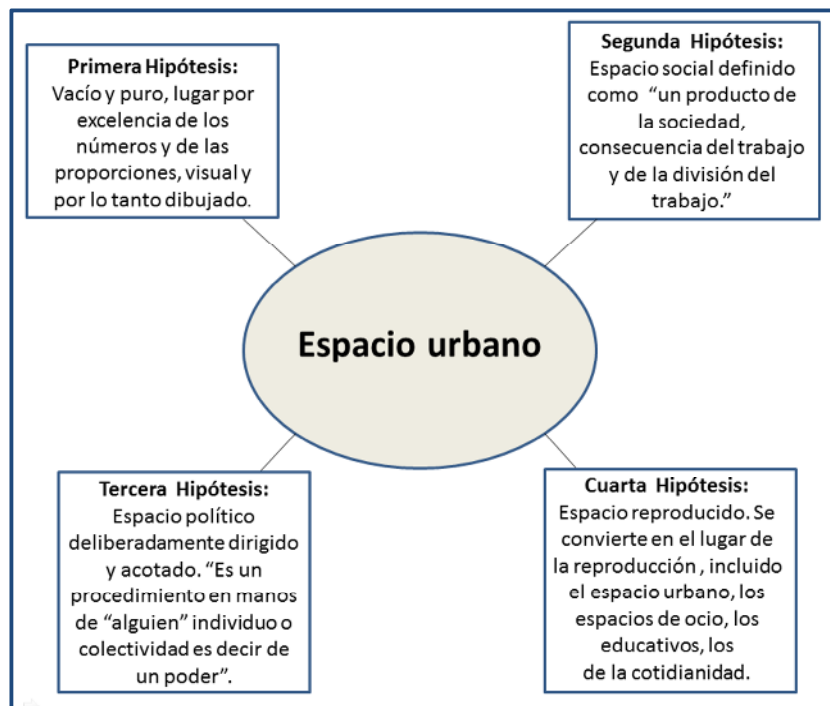 Primera Hipótesis:
Vacío y puro, lugar por
excelencia de los
números y de las
proporciones, visual y
por lo tanto dibujado.
Segunda Hipótesis:
Espacio social definido
como “un producto de
la sociedad,
consecuencia del trabajo
y de la división del
trabajo.”
Espacio urbano
Tercera Hipótesis:
Espacio político
deliberadamente dirigido
y acotado. “Es un
procedimiento en manos
de “alguien” individuo o
colectividad es decir de
un poder”.
Cuarta Hipótesis:
Espacio reproducido. Se
convierte en el lugar de
la reproducción , incluido
el espacio urbano, los
espacios de ocio, los
educativos, los
de la cotidianidad.